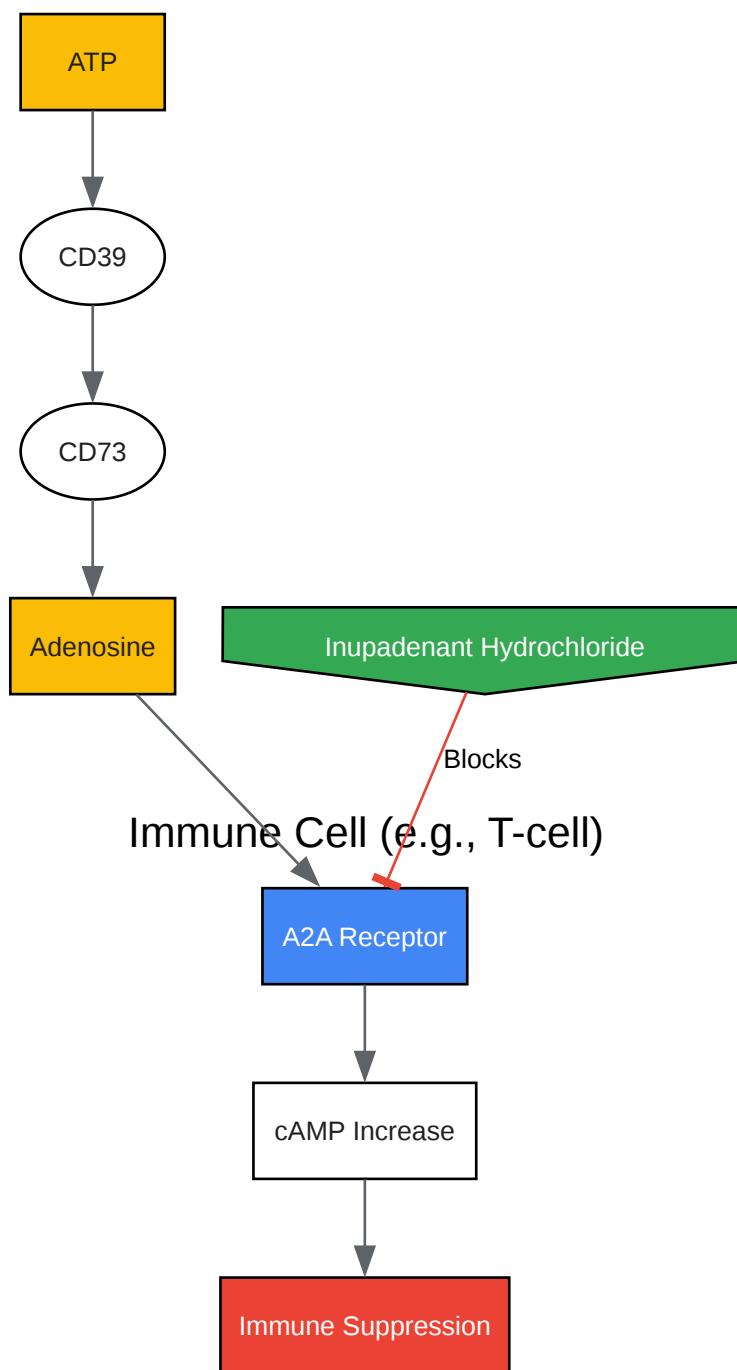 ATP
CD39
CD73
Adenosine
Inupadenant Hydrochloride
Blocks
Immune Cell (e.g., T-cell)
A2A Receptor
cAMP Increase
Immune Suppression